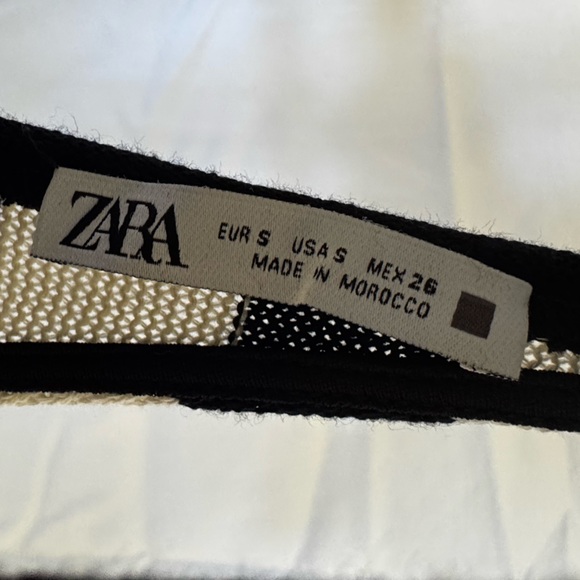 ZARA
EUR S USA S MEX 26
MADE IN MOROCCO